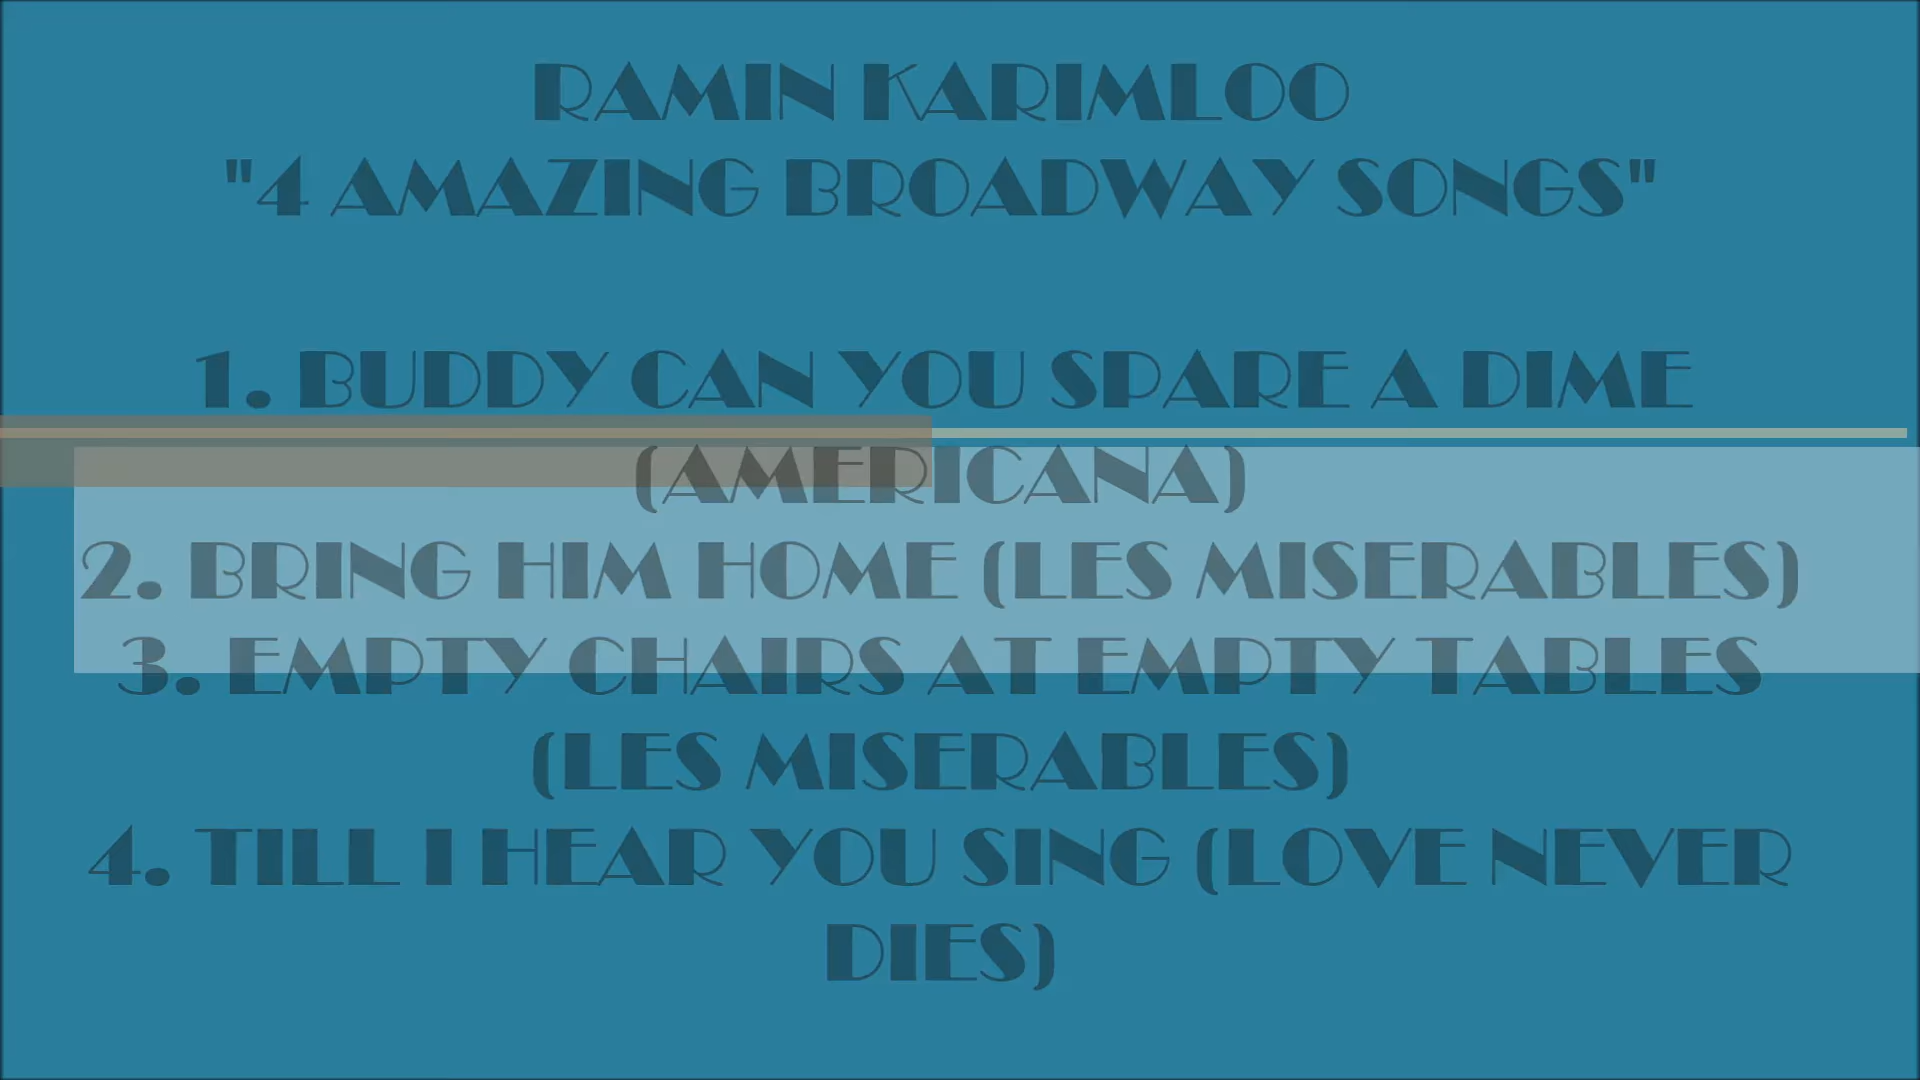 RAMIN KARIMLOO
"4 AMAZING BROADWAY SONGS"
1. BUDDY CAN YOU SPARE A DIME
(AMERICANA)
2. BRING HIM HOME (LES MISERABLES)
3. EMPTY CHAIRS AT EMPTY TABLES
(LES MISERABLES)
4. TILL I HEAR YOU SING (LOVE NEVER
DIES)